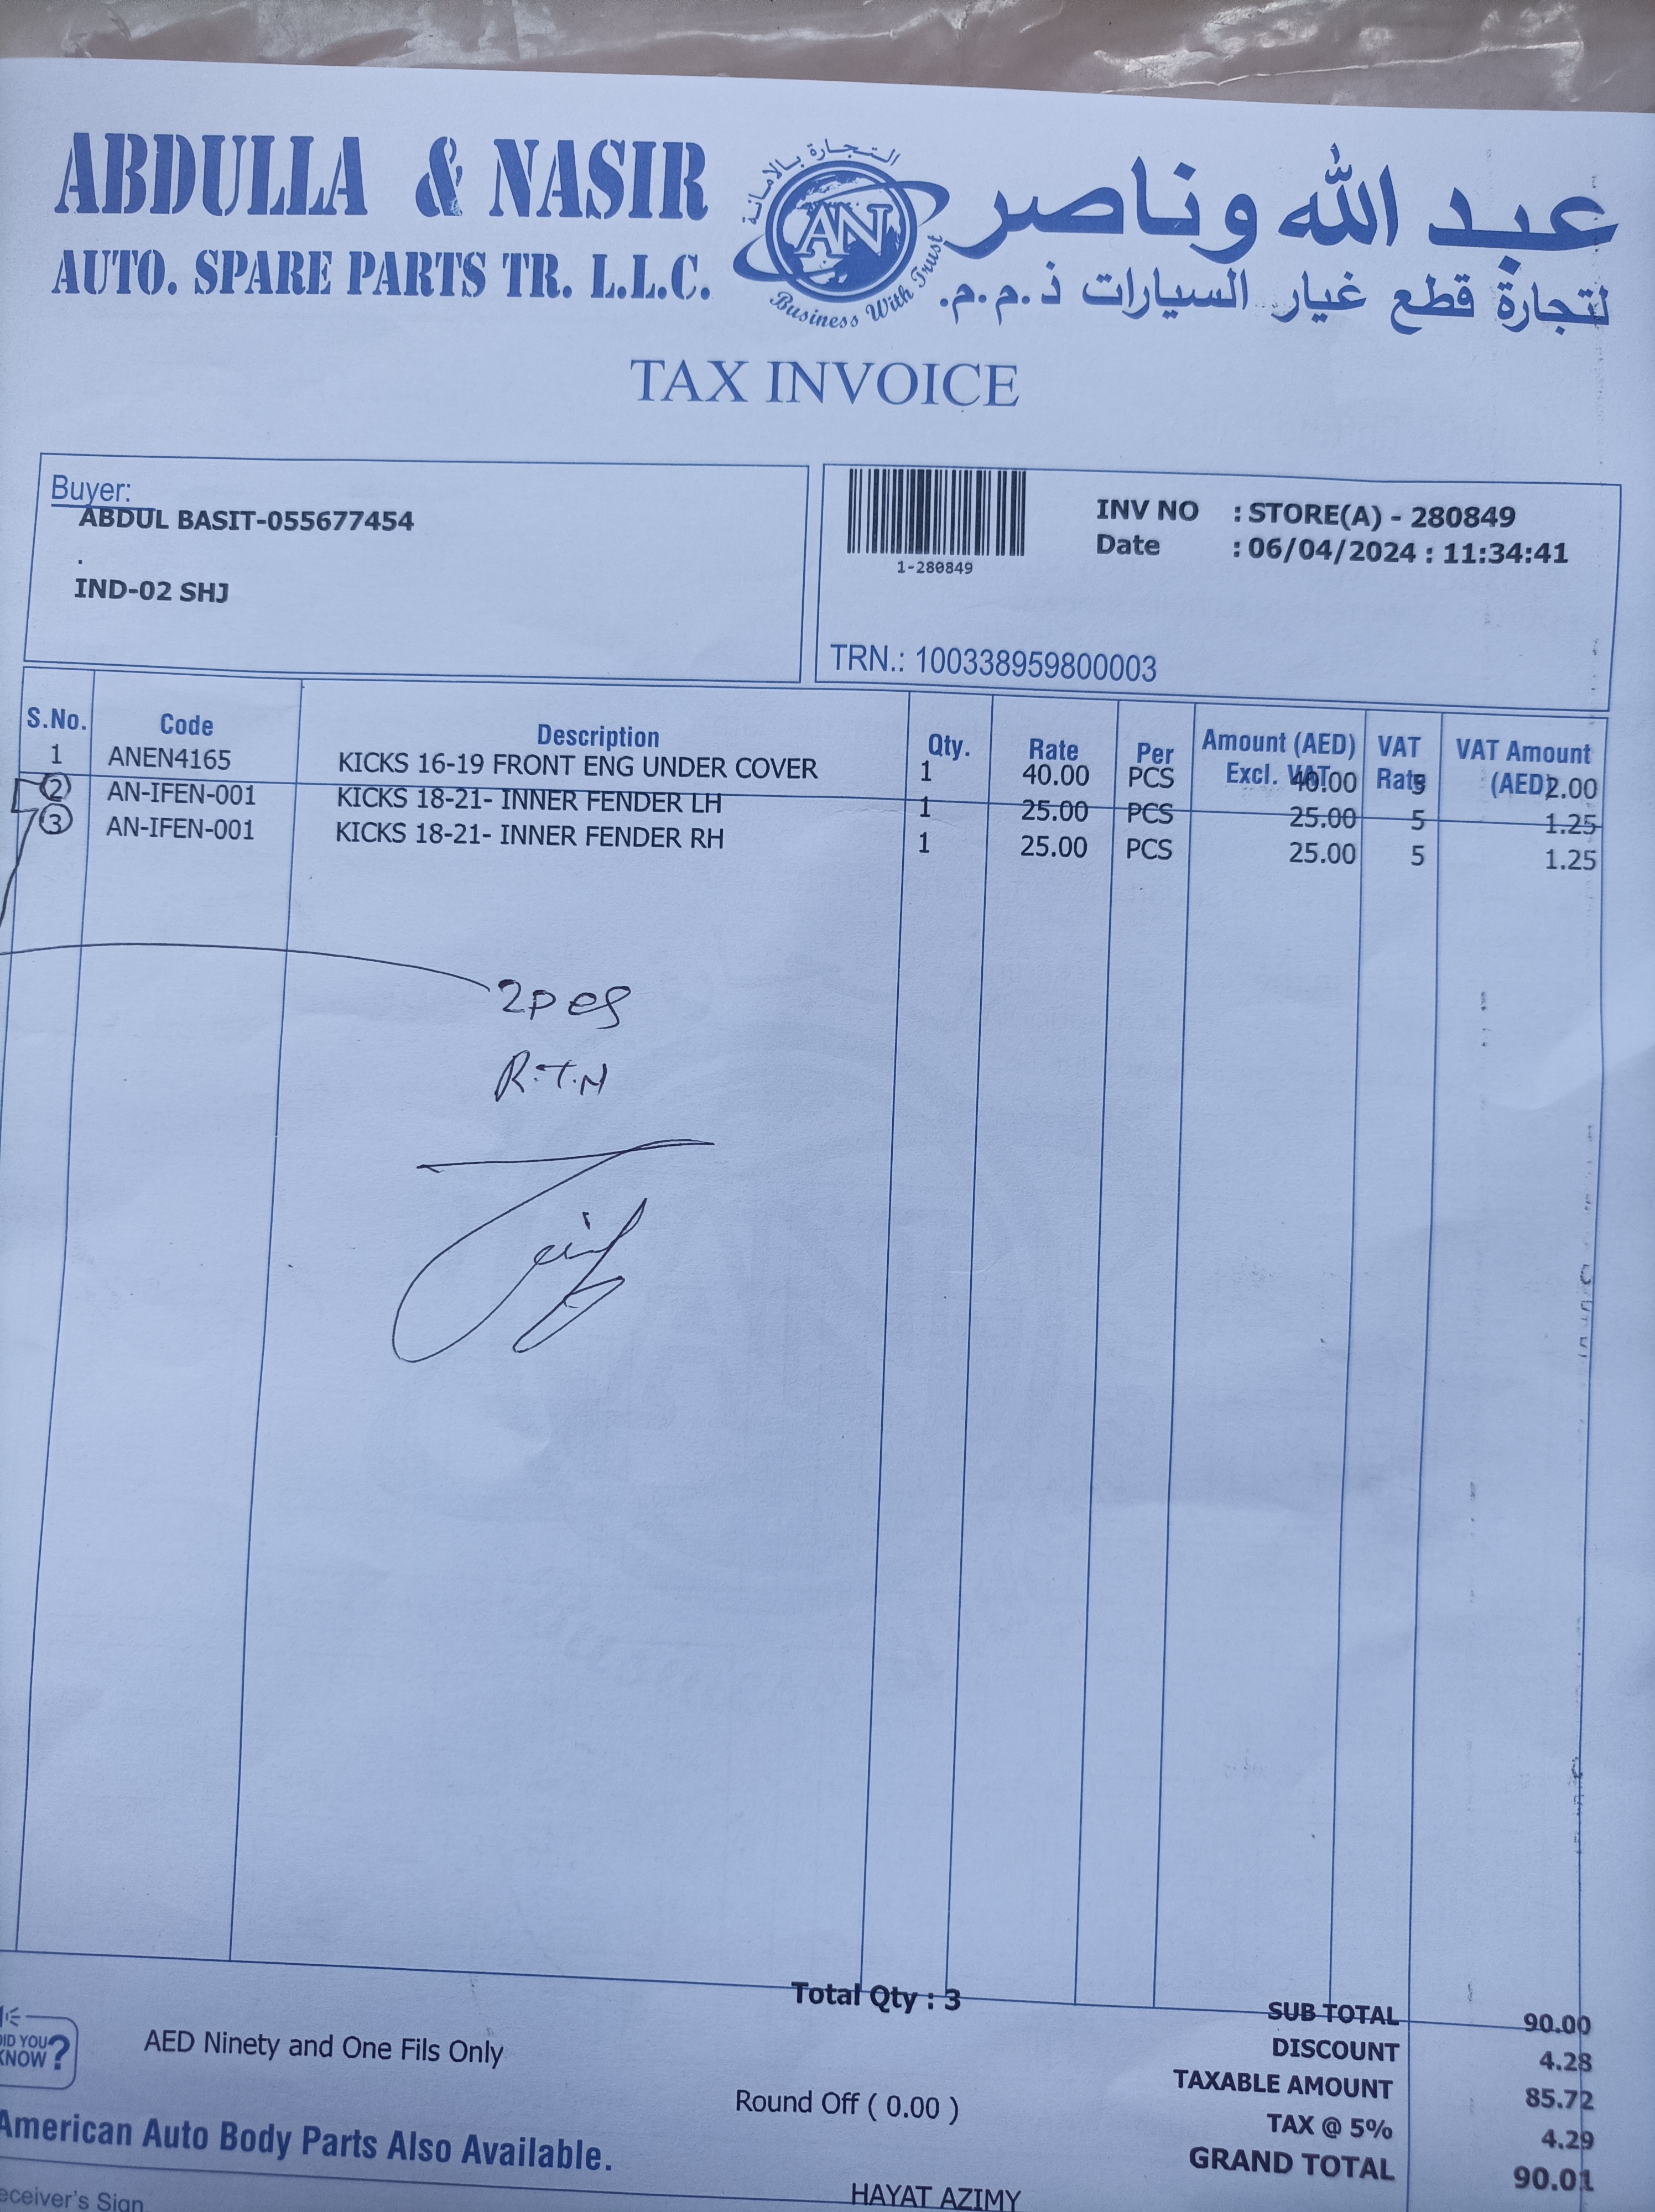 ABDULLA & NASIR
AUTO. SPARE PARTS TR. L.L.C.
التجارة بالامانة
AN
Business With Trust
عبد الله وناصر
لتجارة قطع غيار السيارات ذ.م.م.
TAX INVOICE
Buyer:
ABDUL BASIT-055677454
.
IND-02 SHJ
1-280849
INV NO : STORE(A) - 280849
Date : 06/04/2024 : 11:34:41
TRN.: 100338959800003
S.No. Code Description Qty. Rate Per Amount (AED) Excl. VAT VAT Rate VAT Amount (AED)
1 ANEN4165 KICKS 16-19 FRONT ENG UNDER COVER 1 40.00 PCS 40.00 5 2.00
2 AN-IFEN-001 KICKS 18-21- INNER FENDER LH 1 25.00 PCS 25.00 5 1.25
3 AN-IFEN-001 KICKS 18-21- INNER FENDER RH 1 25.00 PCS 25.00 5 1.25
2pes
R.T.N
Total Qty : 3
SUB TOTAL 90.00
DISCOUNT 4.28
TAXABLE AMOUNT 85.72
TAX @ 5% 4.29
GRAND TOTAL 90.01
DID YOU KNOW?
AED Ninety and One Fils Only
Round Off ( 0.00 )
American Auto Body Parts Also Available.
eceiver's Sign
HAYAT AZIMY